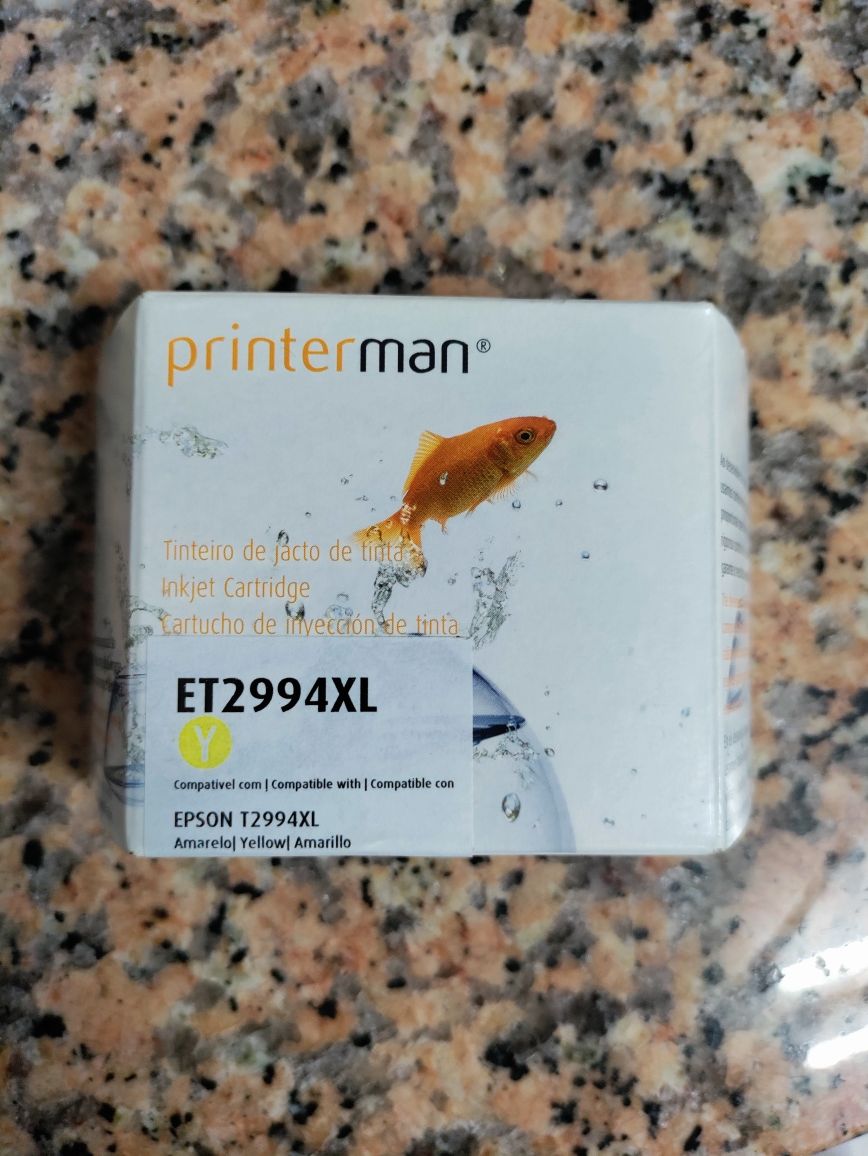 printerman®
Tinteiro de jacto de tinta
Inkjet Cartridge
Cartucho de inyección de tinta
ET2994XL
Y
Compatível com | Compatible with | Compatible con
EPSON T2994XL
Amarelo| Yellow| Amarillo